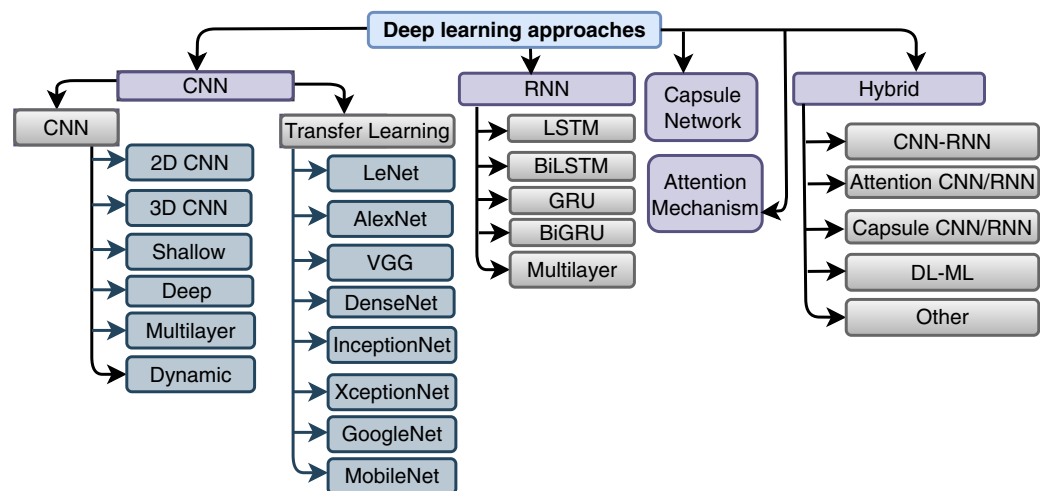 Deep learning approaches
CNN
CNN
2D CNN
3D CNN
Shallow
Deep
Multilayer
Dynamic
Transfer Learning
LeNet
AlexNet
VGG
DenseNet
InceptionNet
XceptionNet
GoogleNet
MobileNet
RNN
LSTM
BiLSTM
GRU
BiGRU
Multilayer
Capsule
Network
Attention
Mechanism
Hybrid
CNN-RNN
Attention CNN/RNN
Capsule CNN/RNN
DL-ML
Other